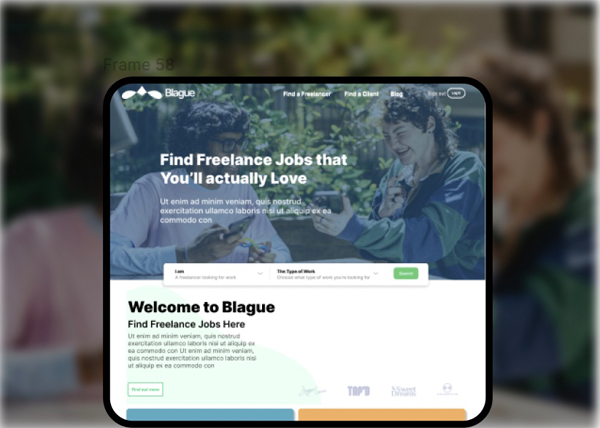 Frame 58
Blague
Find a Freelancer
Find a Client
Blog
Sign out
Log in
Find Freelance Jobs that
You'll actually Love
Ut enim ad minim veniam, quis nostrud
exercitation ullamco laboris nisi ut aliquip ex ea
commodo con
I am
A freelancer looking for work
The Type of Work
Choose what type of work you're looking for
Search
Welcome to Blague
Find Freelance Jobs Here
Ut enim ad minim veniam, quis nostrud
exercitation ullamco laboris nisi ut aliquip ex
ea commodo con Ut enim ad minim veniam,
quis nostrud exercitation ullamco laboris nisi
ut aliquip ex ea commodo con
Find out more
Sweet
Dreams